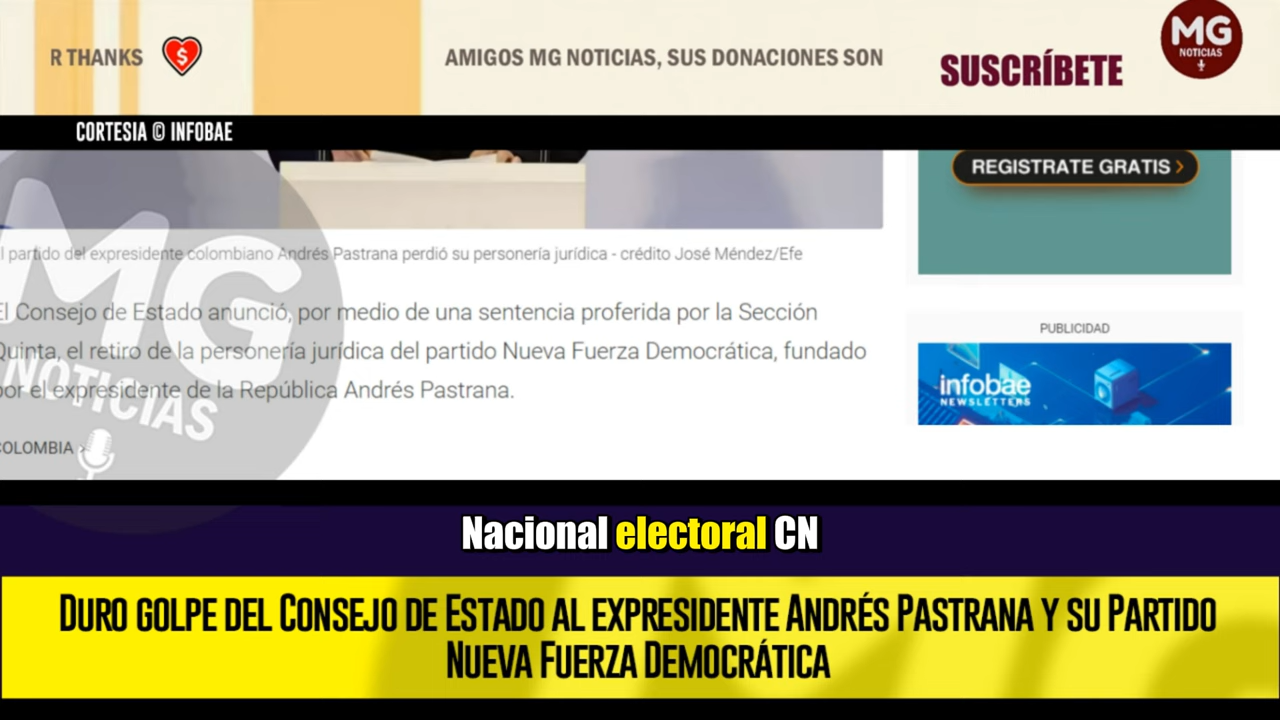 R THANKS
AMIGOS MG NOTICIAS, SUS DONACIONES SON
SUSCRÍBETE
MG
NOTICIAS
CORTESIA © INFOBAE
REGISTRATE GRATIS >
l partido del expresidente colombiano Andrés Pastrana perdió su personería jurídica - crédito José Méndez/Efe
El Consejo de Estado anunció, por medio de una sentencia proferida por la Sección
Quinta, el retiro de la personería jurídica del partido Nueva Fuerza Democrática, fundado
por el expresidente de la República Andrés Pastrana.
COLOMBIA >
MG
NOTICIAS
PUBLICIDAD
infobae
NEWSLETTERS
Nacional electoral CN
DURO GOLPE DEL CONSEJO DE ESTADO AL EXPRESIDENTE ANDRÉS PASTRANA Y SU PARTIDO
NUEVA FUERZA DEMOCRÁTICA